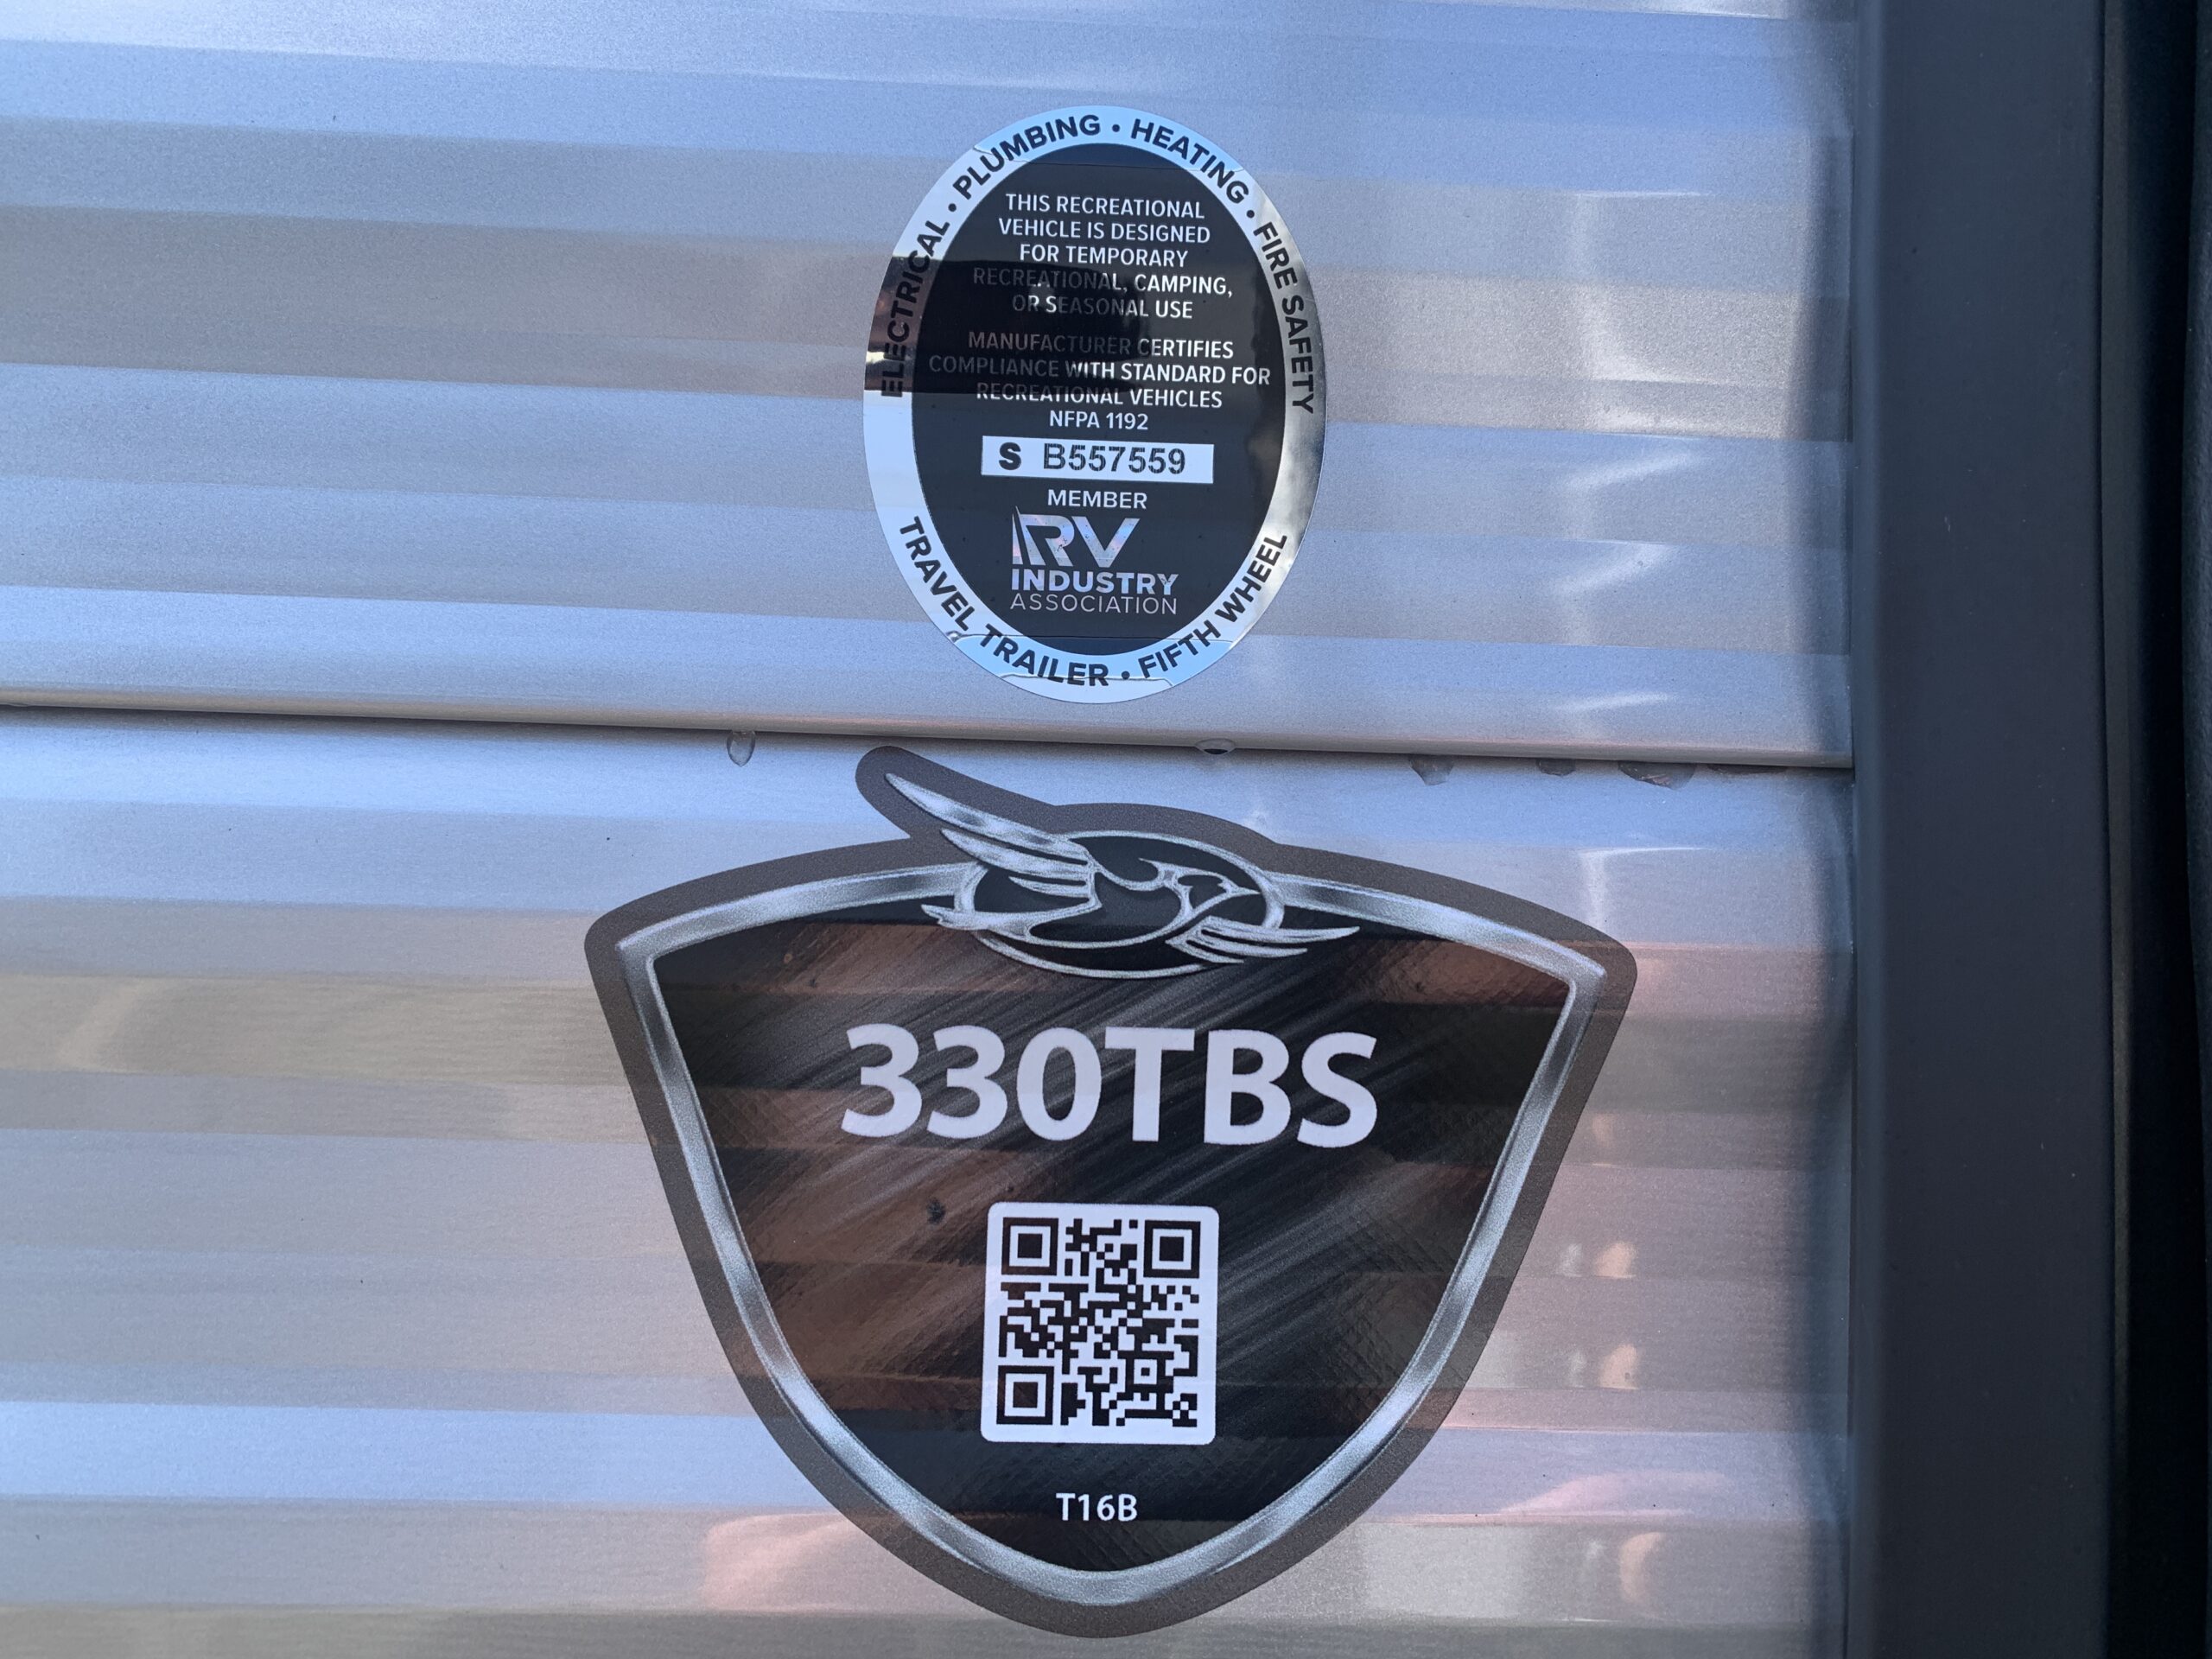 ELECTRICAL • PLUMBING • HEATING • FIRE SAFETY
THIS RECREATIONAL
VEHICLE IS DESIGNED
FOR TEMPORARY
RECREATIONAL, CAMPING,
OR SEASONAL USE
MANUFACTURER CERTIFIES
COMPLIANCE WITH STANDARD FOR
RECREATIONAL VEHICLES
NFPA 1192
S B557559
MEMBER
RV
INDUSTRY
ASSOCIATION
TRAVEL TRAILER • FIFTH WHEEL
330TBS
T16B